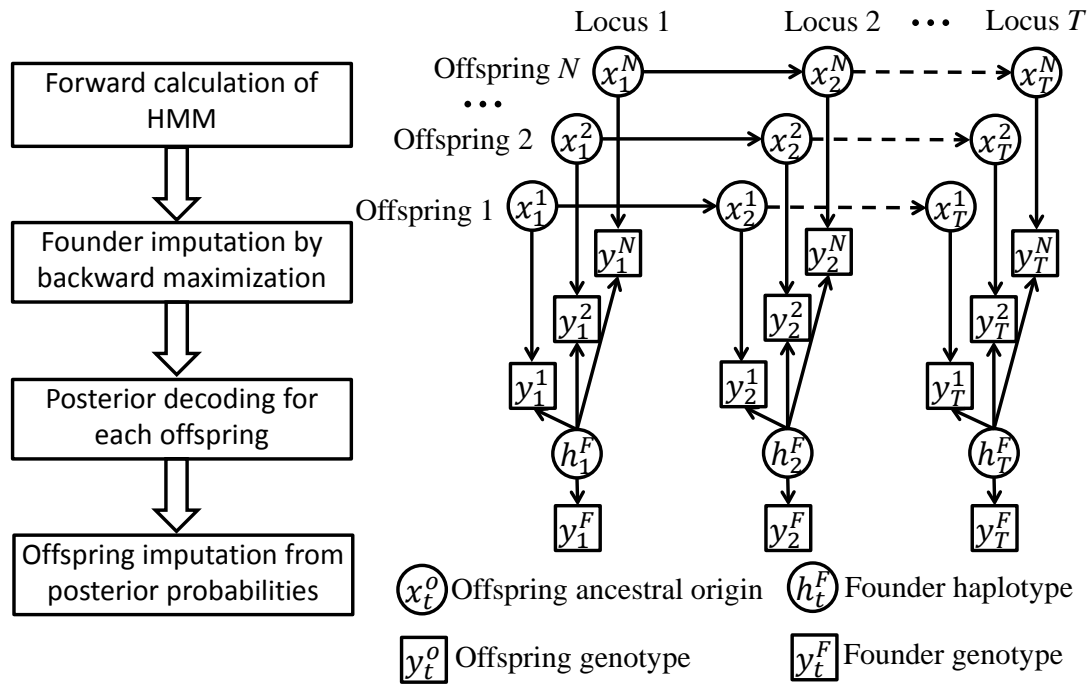 Forward calculation of
HMM
Founder imputation by
backward maximization
Posterior decoding for
each offspring
Offspring imputation from
posterior probabilities
Locus 1 Locus 2 ••• Locus T
Offspring N x_1^N x_2^N x_T^N
•••
Offspring 2 x_1^2 x_2^2 x_T^2
Offspring 1 x_1^1 x_2^1 x_T^1
y_1^N y_2^N y_T^N
y_1^2 y_2^2 y_T^2
y_1^1 y_2^1 y_T^1
h_1^F h_2^F h_T^F
y_1^F y_2^F y_T^F
x_t^o Offspring ancestral origin h_t^F Founder haplotype
y_t^o Offspring genotype y_t^F Founder genotype